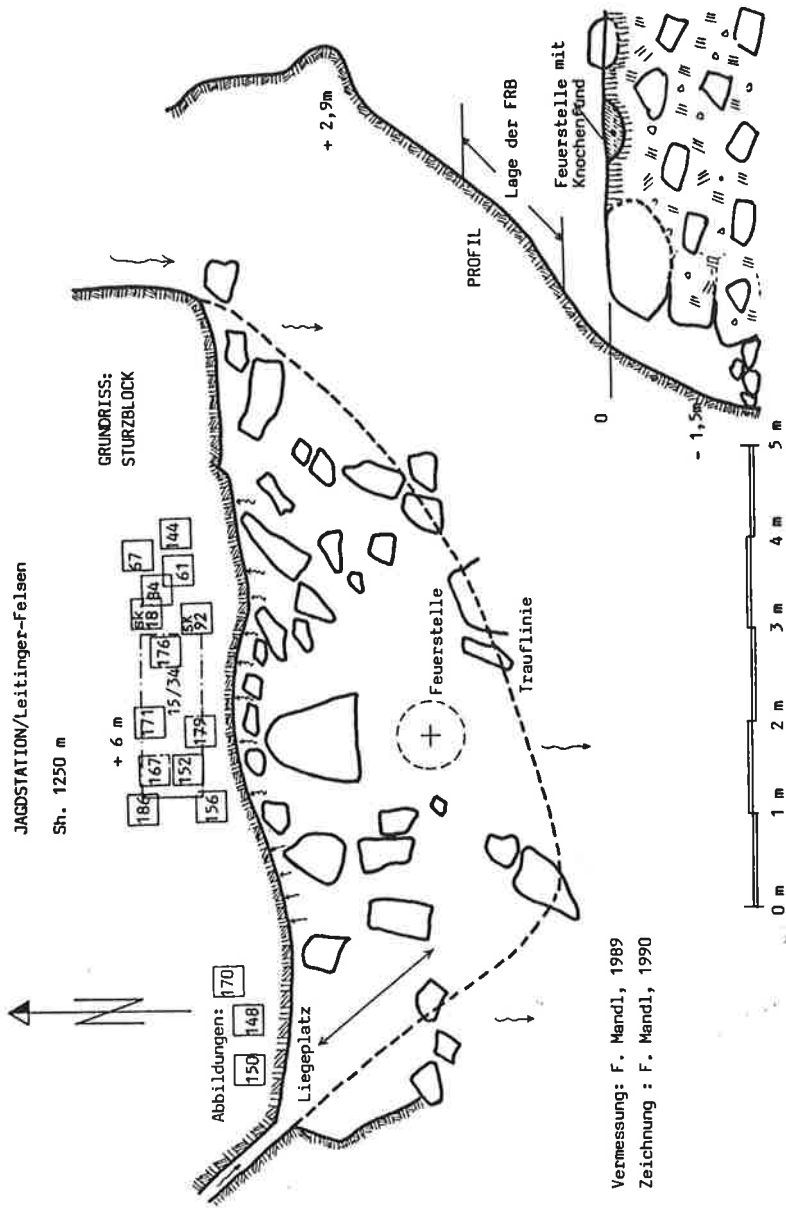 JAGDSTATION/Leitinger-Felsen
Sh. 1250 m
GRUNDRISS:
STURZBLOCK
+ 6 m
186
167
171
176
SK
18
84
67
156
152
179
15/34
SK
92
61
144
Abbildungen:
150
148
170
Liegeplatz
Feuerstelle
Trauflinie
PROFIL
+ 2,9m
Lage der FRB
Feuerstelle mit
Knochenfund
0
- 1,5m
Vermessung: F. Mandl, 1989
Zeichnung : F. Mandl, 1990
0 m
1 m
2 m
3 m
4 m
5 m